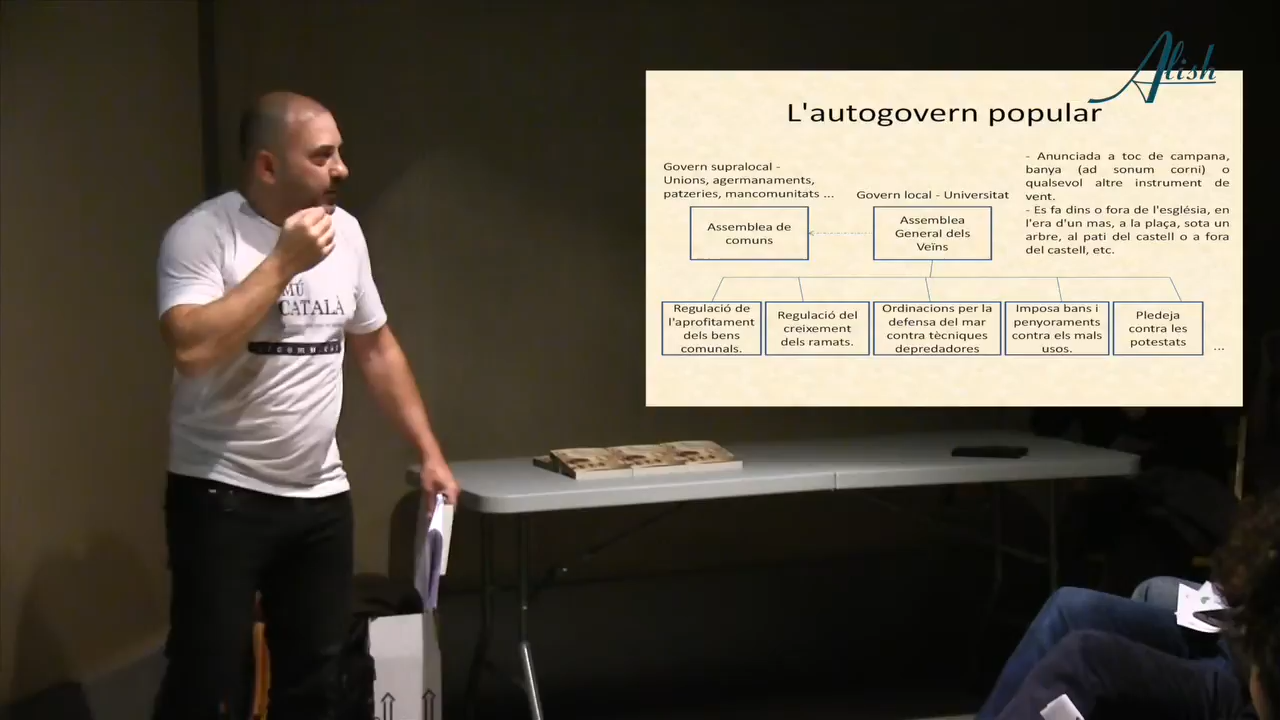 Alish
L'autogovern popular
Govern supralocal -
Unions, agermanaments,
patzeries, mancomunitats ...
Govern local - Universitat
- Anunciada a toc de campana,
banya (ad sonum corni) o
qualsevol altre instrument de
vent.
- Es fa dins o fora de l'església, en
l'era d'un mas, a la plaça, sota un
arbre, al pati del castell o a fora
del castell, etc.
Assemblea de
comuns
Assemblea
General dels
Veïns
Regulació de
l'aprofitament
dels bens
comunals.
Regulació del
creixement
dels ramats.
Ordinacions per la
defensa del mar
contra tècniques
depredadores
Imposa bans i
penyoraments
contra els mals
usos.
Pledeja
contra les
potestats
...
MÚ
CATALÀ